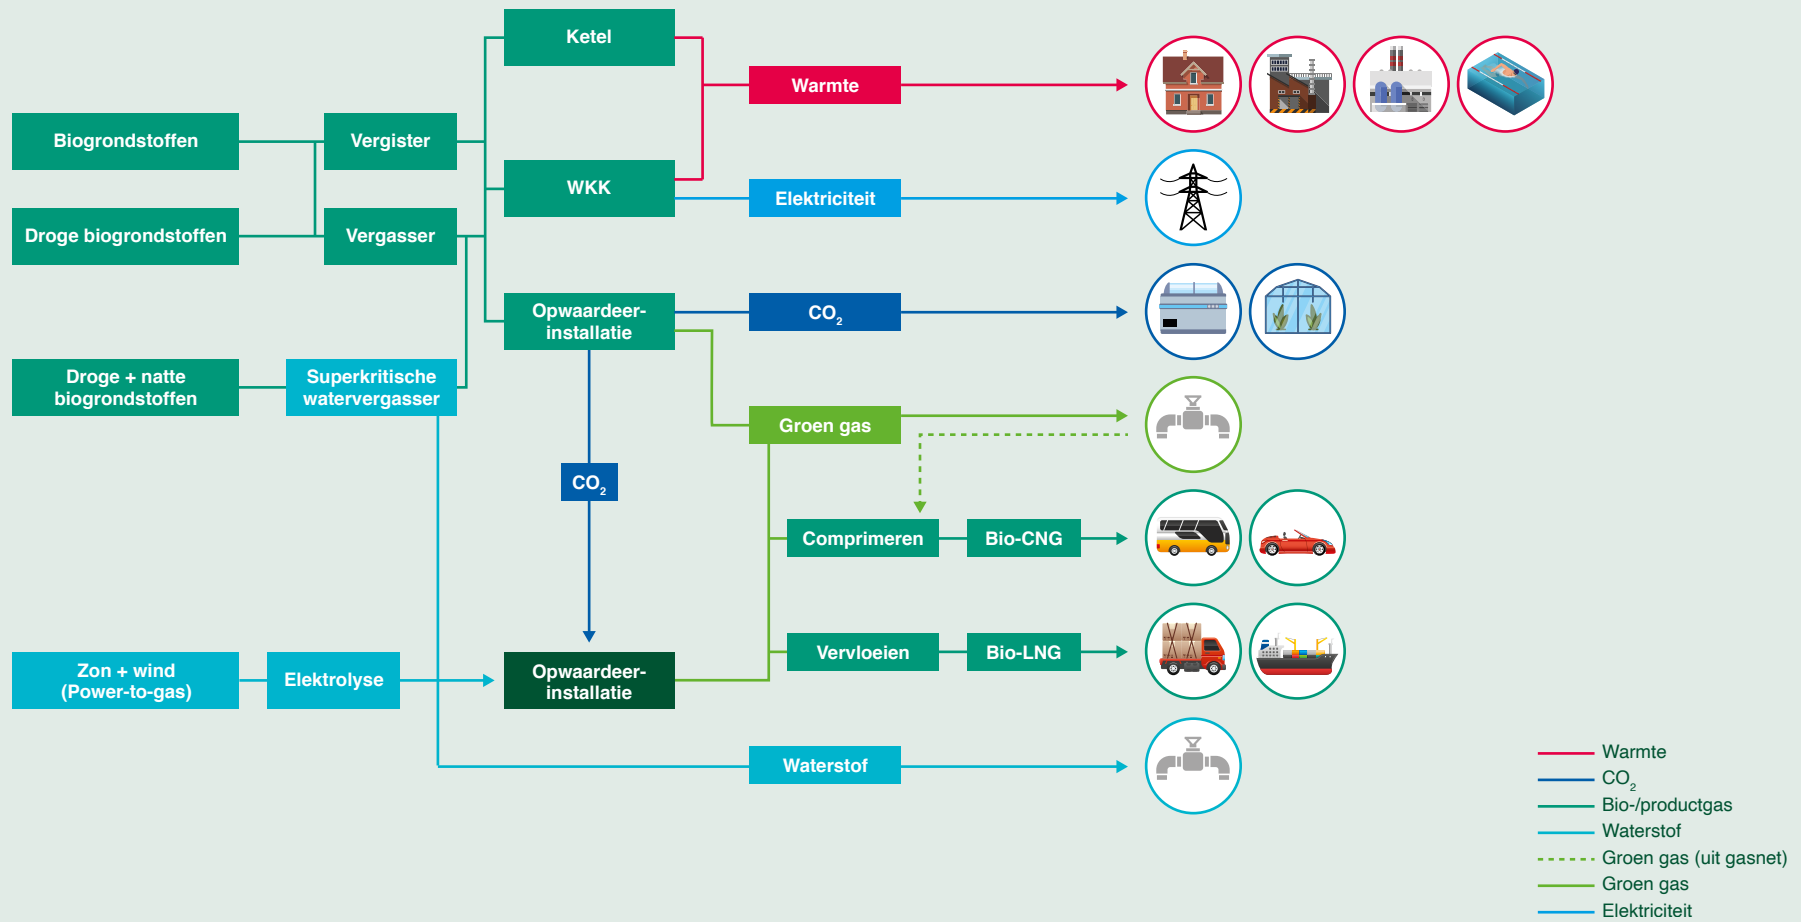 Ketel
Warmte
Biogrondstoffen
Vergister
WKK
Elektriciteit
Droge biogrondstoffen
Vergasser
Opwaardeer-
installatie
CO₂
Droge + natte
biogrondstoffen
Superkritische
watervergasser
Groen gas
CO₂
Comprimeren
Bio-CNG
Vervloeien
Bio-LNG
Zon + wind
(Power-to-gas)
Elektrolyse
Opwaardeer-
installatie
Waterstof
Warmte
CO₂
Bio-/productgas
Waterstof
Groen gas (uit gasnet)
Groen gas
Elektriciteit